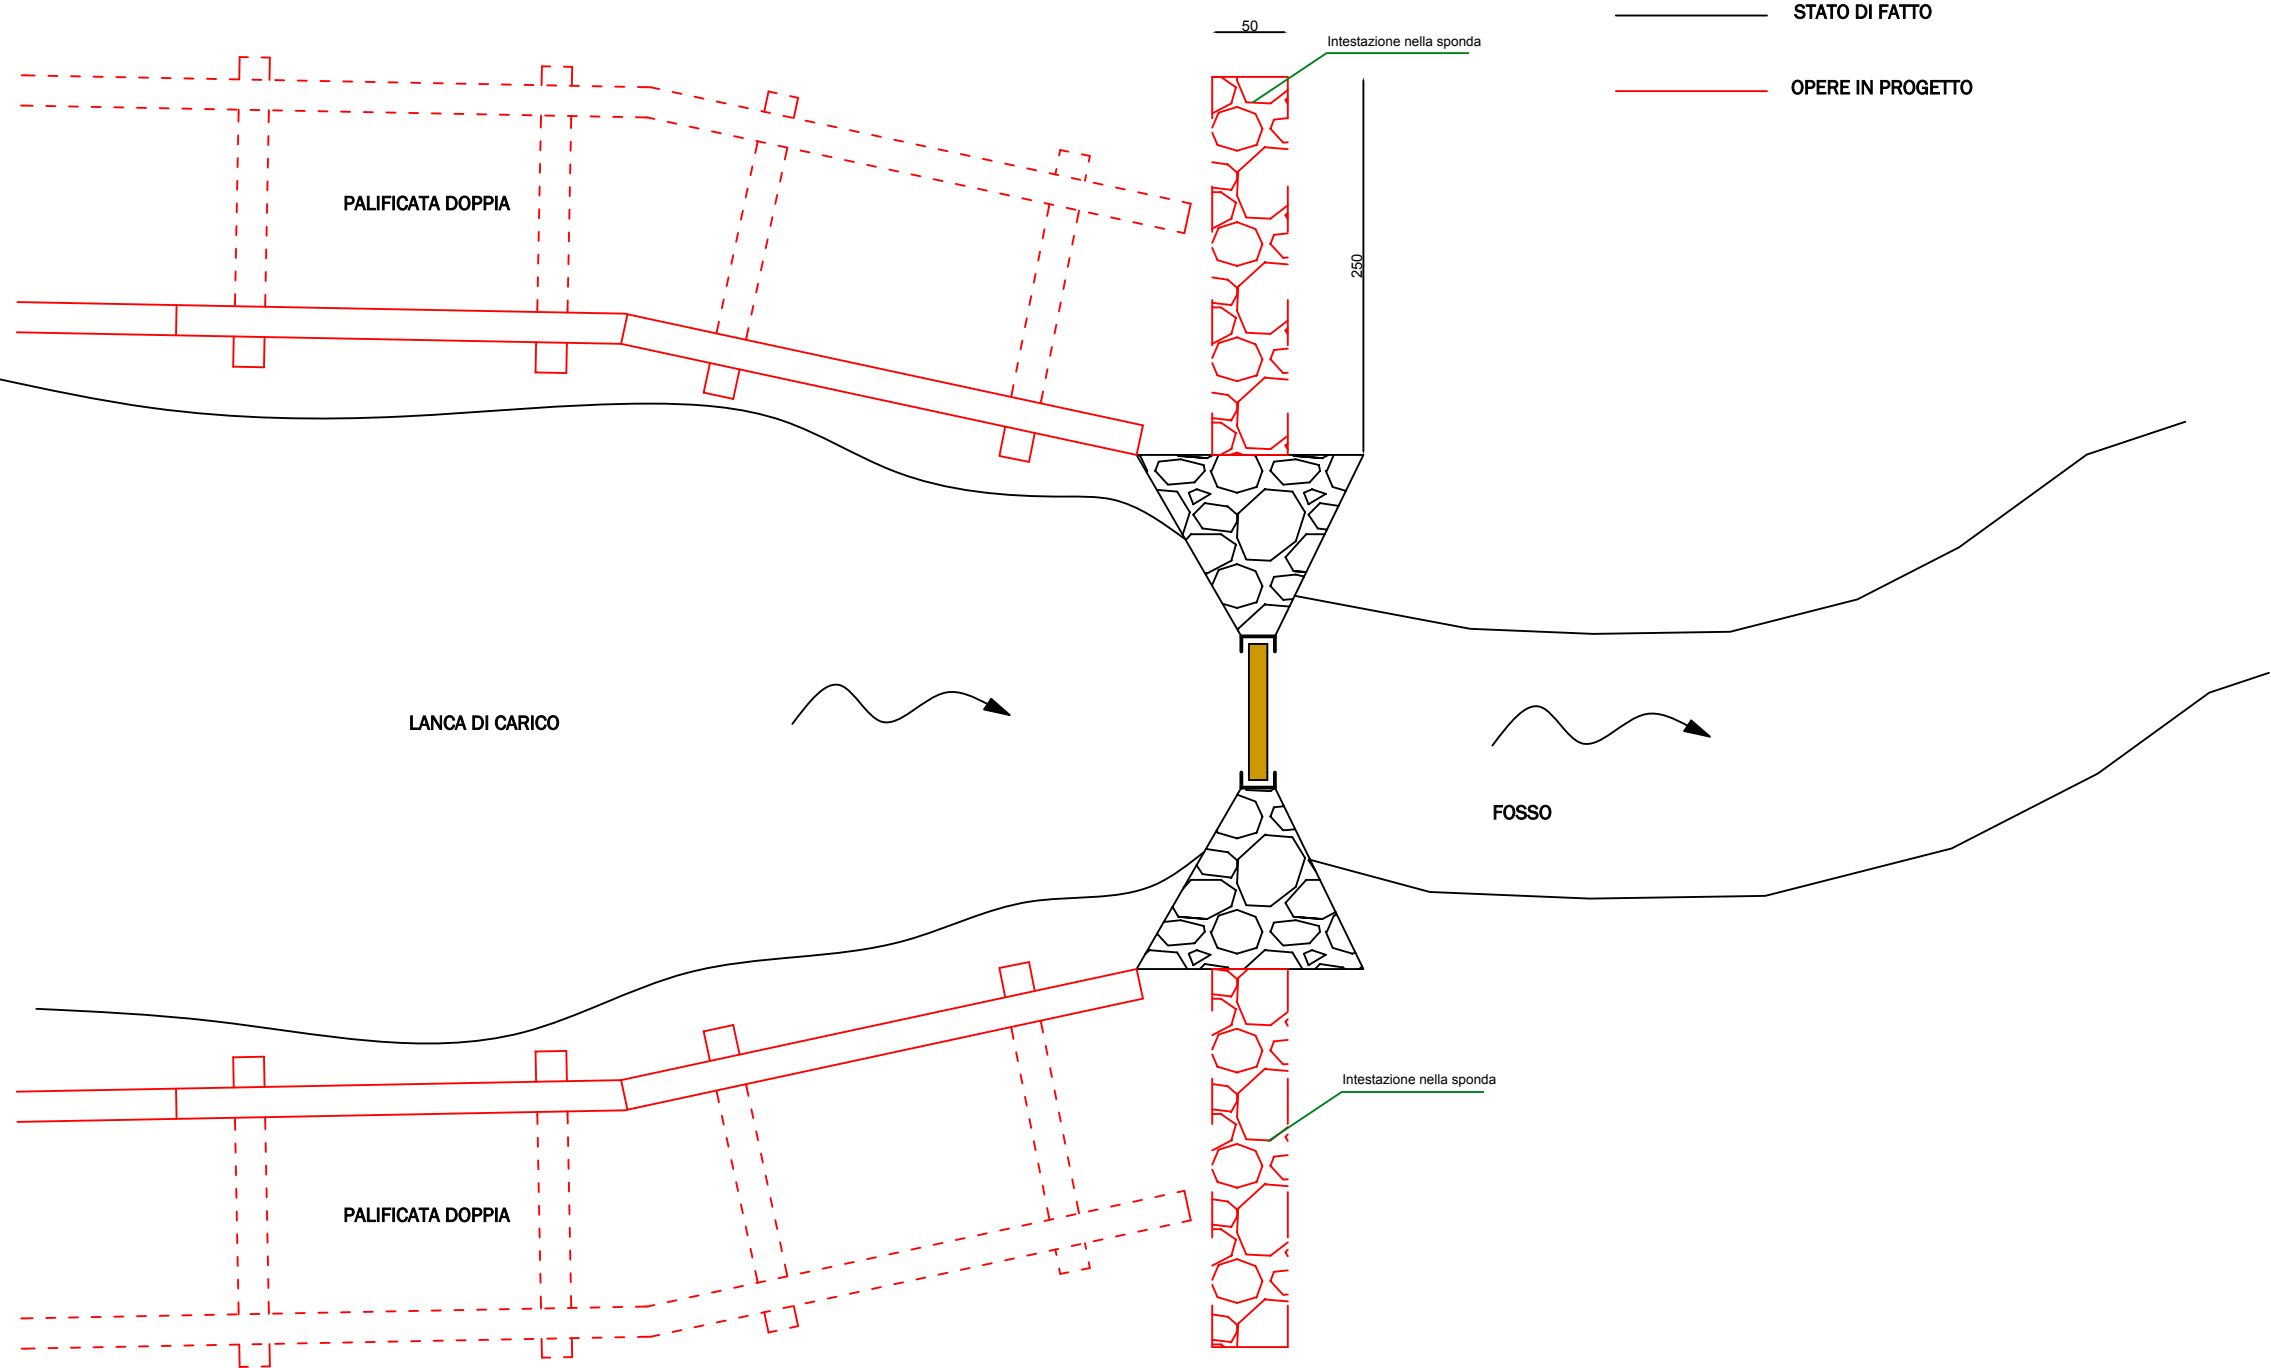 STATO DI FATTO
50
Intestazione nella sponda
OPERE IN PROGETTO
PALIFICATA DOPPIA
250
LANCA DI CARICO
FOSSO
Intestazione nella sponda
PALIFICATA DOPPIA